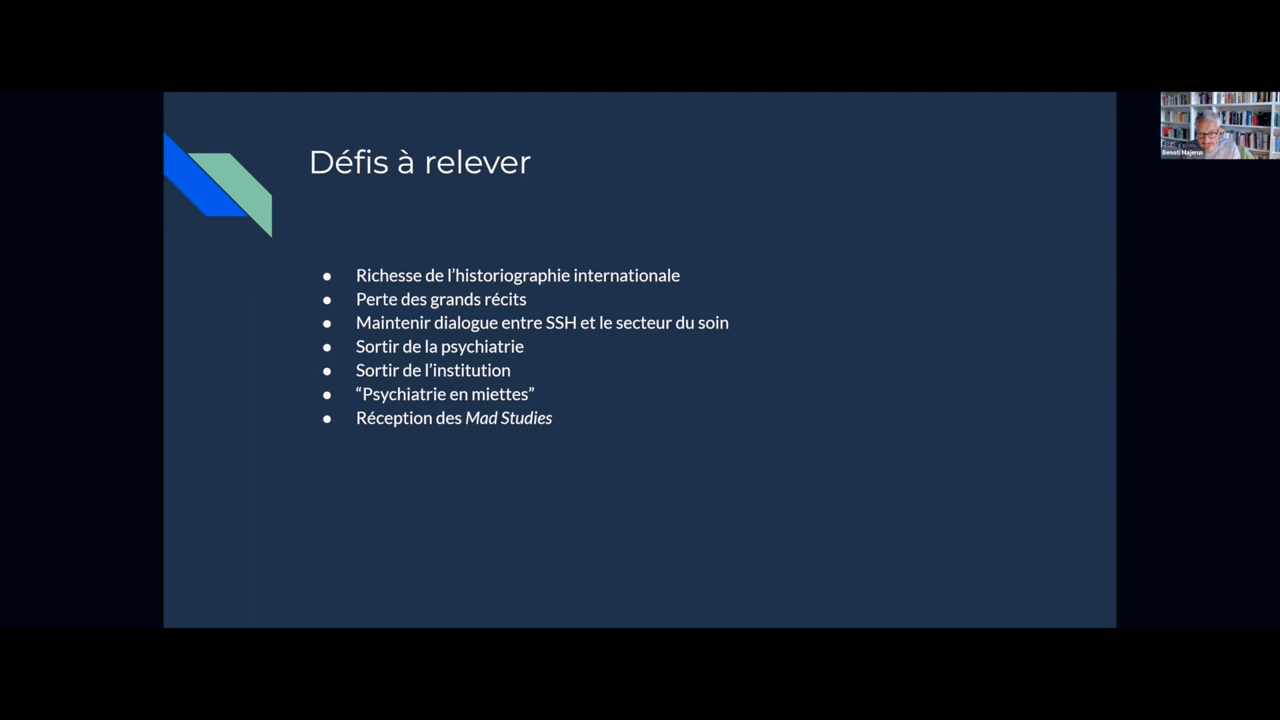 Défis à relever
● Richesse de l’historiographie internationale
● Perte des grands récits
● Maintenir dialogue entre SSH et le secteur du soin
● Sortir de la psychiatrie
● Sortir de l’institution
● “Psychiatrie en miettes”
● Réception des Mad Studies
Benoti Majerus